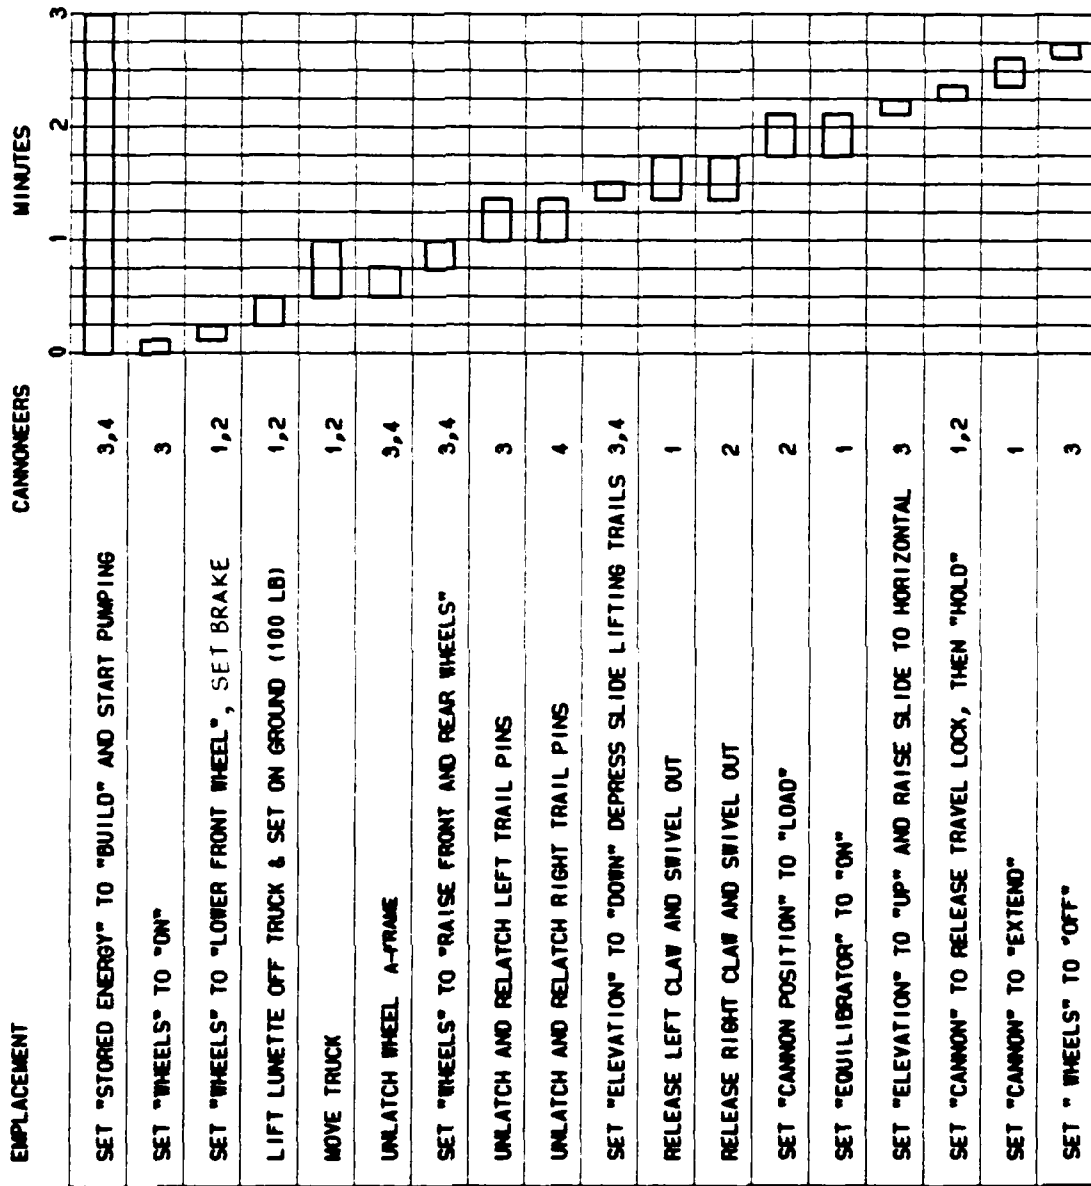 EMPLACEMENT CANNONEERS MINUTES
0 1 2 3
SET "STORED ENERGY" TO "BUILD" AND START PUMPING 3,4
SET "WHEELS" TO "ON" 3
SET "WHEELS" TO "LOWER FRONT WHEEL", SET BRAKE 1,2
LIFT LUNETTE OFF TRUCK & SET ON GROUND (100 LB) 1,2
MOVE TRUCK 1,2
UNLATCH WHEEL A-FRAME 3,4
SET "WHEELS" TO "RAISE FRONT AND REAR WHEELS" 3,4
UNLATCH AND RELATCH LEFT TRAIL PINS 3
UNLATCH AND RELATCH RIGHT TRAIL PINS 4
SET "ELEVATION" TO "DOWN" DEPRESS SLIDE LIFTING TRAILS 3,4
RELEASE LEFT CLAW AND SWIVEL OUT 1
RELEASE RIGHT CLAW AND SWIVEL OUT 2
SET "CANNON POSITION" TO "LOAD" 2
SET "EQUILIBRATOR" TO "ON" 1
SET "ELEVATION" TO "UP" AND RAISE SLIDE TO HORIZONTAL 3
SET "CANNON" TO RELEASE TRAVEL LOCK, THEN "HOLD" 1,2
SET "CANNON" TO "EXTEND" 1
SET " WHEELS" TO "OFF" 3